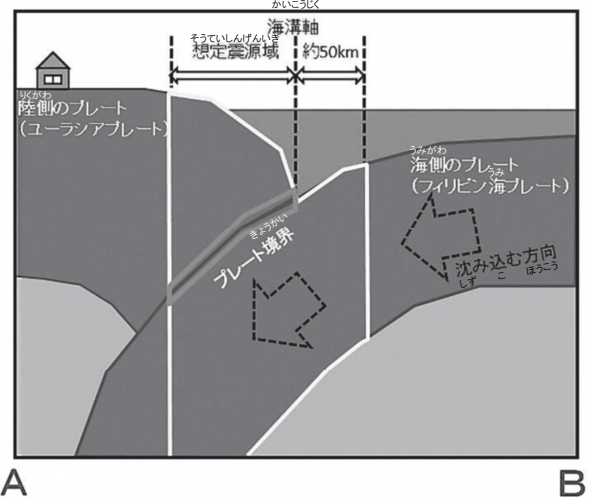 かいこうじく
海溝軸
そうていしんげんいき
想定震源域
約50km
りくがわ
陸側のプレート
(ユーラシアプレート)
うみがわ
海側のプレート
うみ
(フィリピン海プレート)
きょうかい
プレート境界
沈み込む方向
しず こ ほうこう
A
B